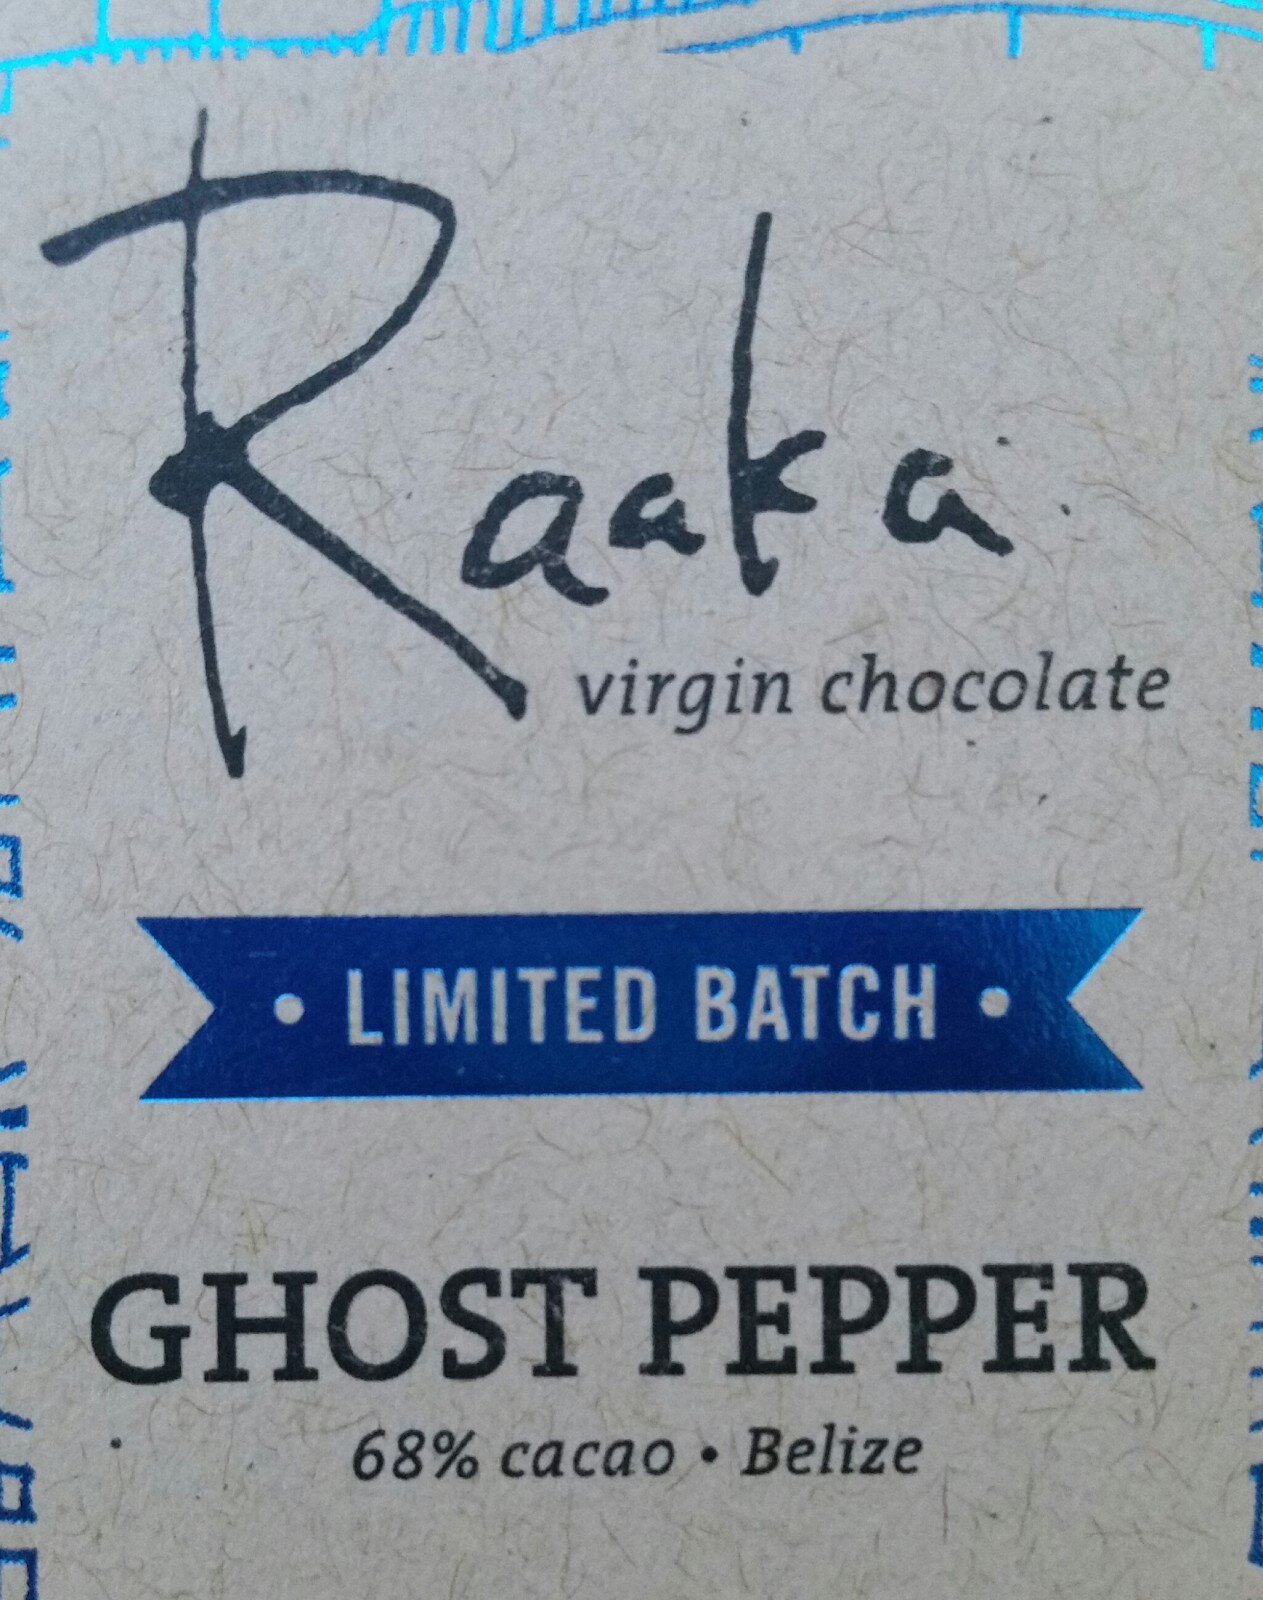 Raaka
virgin chocolate
• LIMITED BATCH •
GHOST PEPPER
68% cacao • Belize